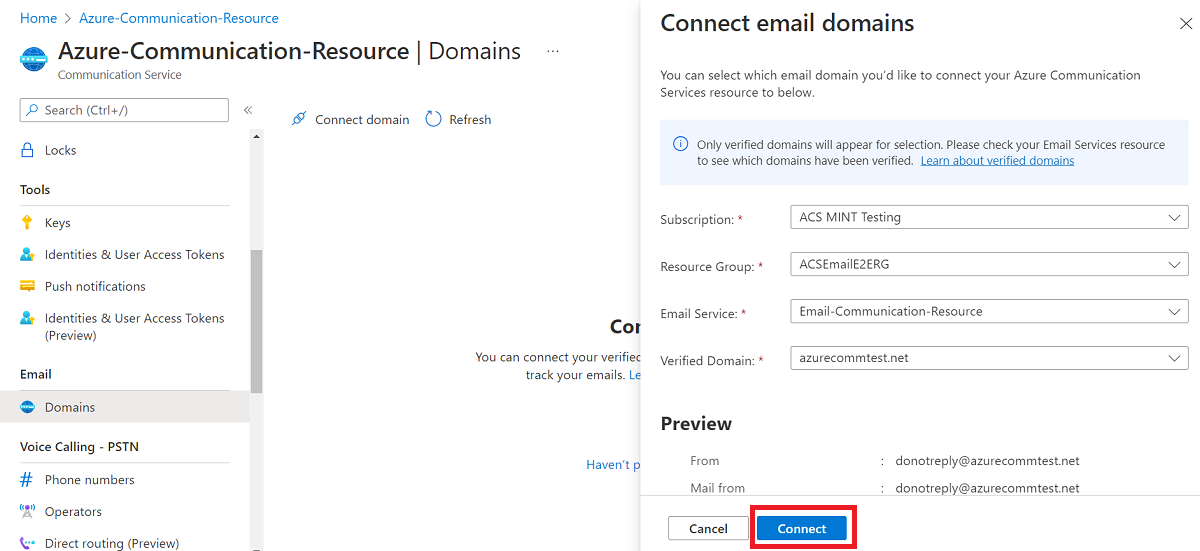 Home > Azure-Communication-Resource
Azure-Communication-Resource | Domains ...
Communication Service
Search (Ctrl+/)
«
Locks
Tools
Keys
Identities & User Access Tokens
Push notifications
Identities & User Access Tokens
(Preview)
Email
Domains
Voice Calling - PSTN
Phone numbers
Operators
Direct routing (Preview)
Connect domain
Refresh
Con
You can connect your verified
track your emails. Le
Haven't p
Connect email domains
You can select which email domain you'd like to connect your Azure Communication
Services resource to below.
Only verified domains will appear for selection. Please check your Email Services resource
to see which domains have been verified. Learn about verified domains
Subscription: * ACS MINT Testing
Resource Group: * ACSEmailE2ERG
Email Service: * Email-Communication-Resource
Verified Domain: * azurecommtest.net
Preview
From : donotreply@azurecommtest.net
Mail from : donotreply@azurecommtest.net
Cancel
Connect